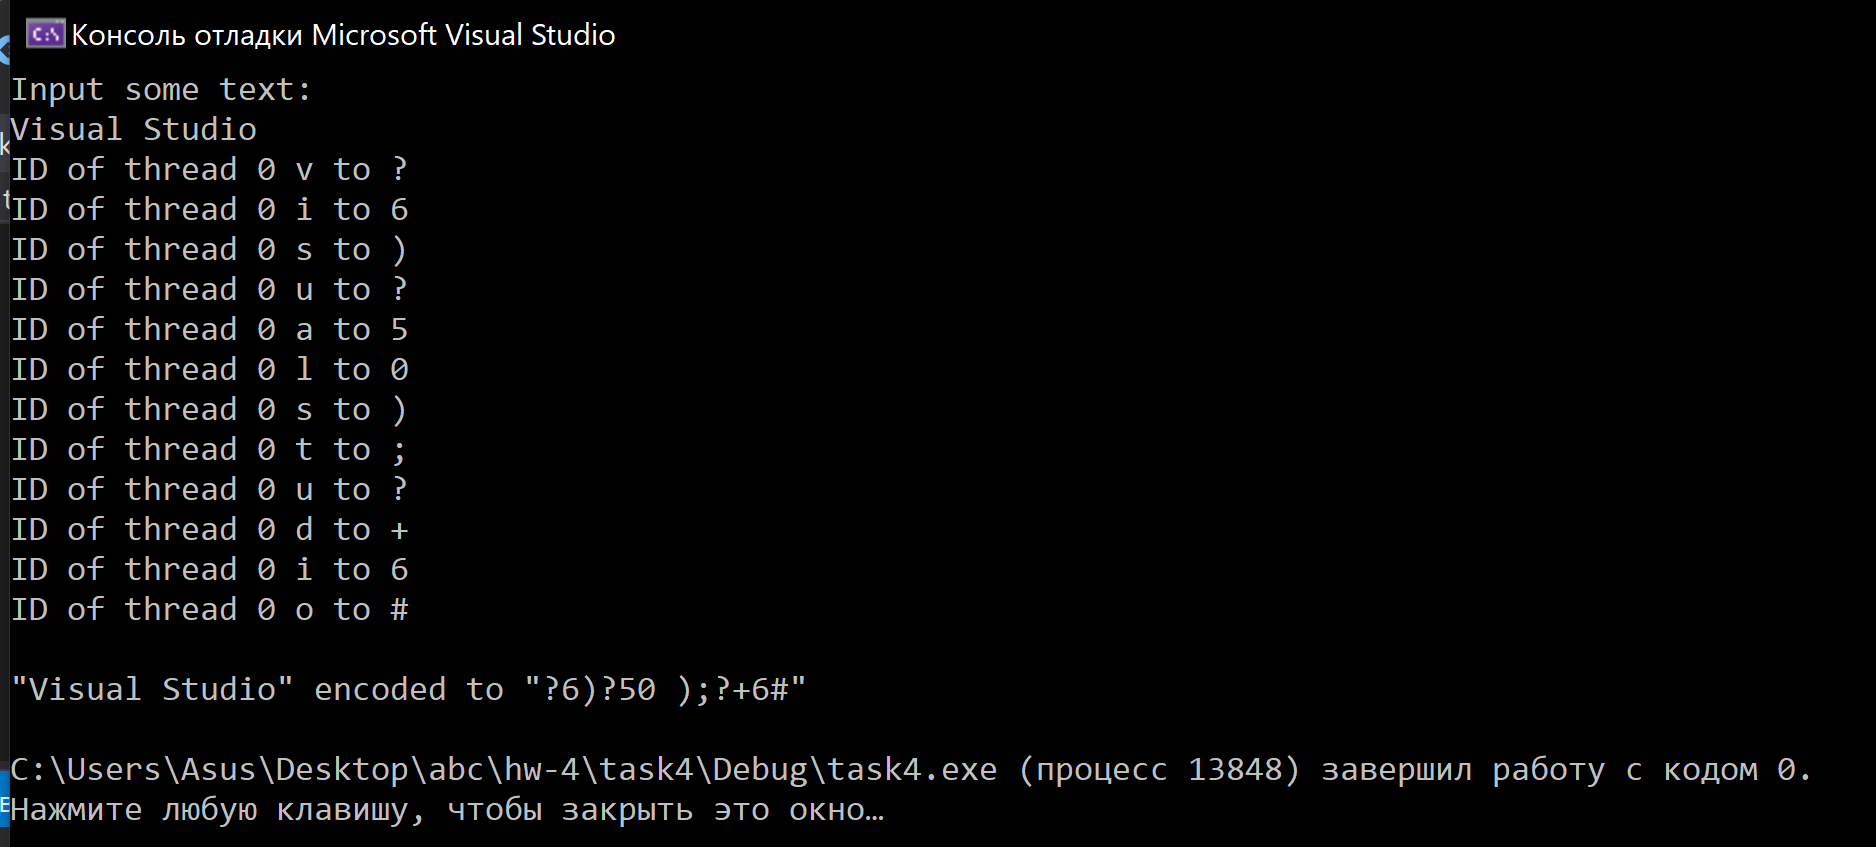 Консоль отладки Microsoft Visual Studio
Input some text:
Visual Studio
ID of thread 0 v to ?
ID of thread 0 i to 6
ID of thread 0 s to )
ID of thread 0 u to ?
ID of thread 0 a to 5
ID of thread 0 l to 0
ID of thread 0 s to )
ID of thread 0 t to ;
ID of thread 0 u to ?
ID of thread 0 d to +
ID of thread 0 i to 6
ID of thread 0 o to #
"Visual Studio" encoded to "?6)?50 );?+6#"
C:\Users\Asus\Desktop\abc\hw-4\task4\Debug\task4.exe (процесс 13848) завершил работу с кодом 0.
Нажмите любую клавишу, чтобы закрыть это окно…